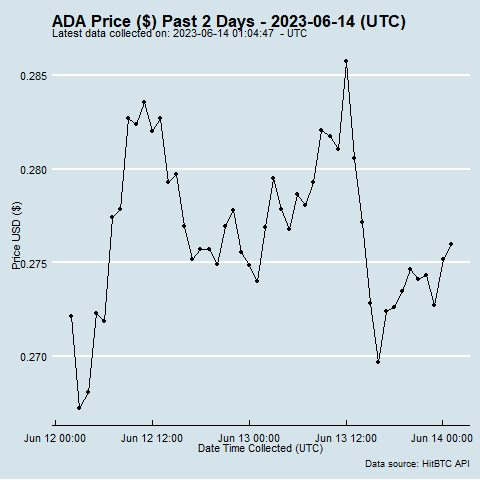 ADA Price ($) Past 2 Days - 2023-06-14 (UTC)
Latest data collected on: 2023-06-14 01:04:47 - UTC
0.285
0.280
0.275
0.270
Price USD ($)
Jun 12 00:00 Jun 12 12:00 Jun 13 00:00 Jun 13 12:00 Jun 14 00:00
Date Time Collected (UTC)
Data source: HitBTC API